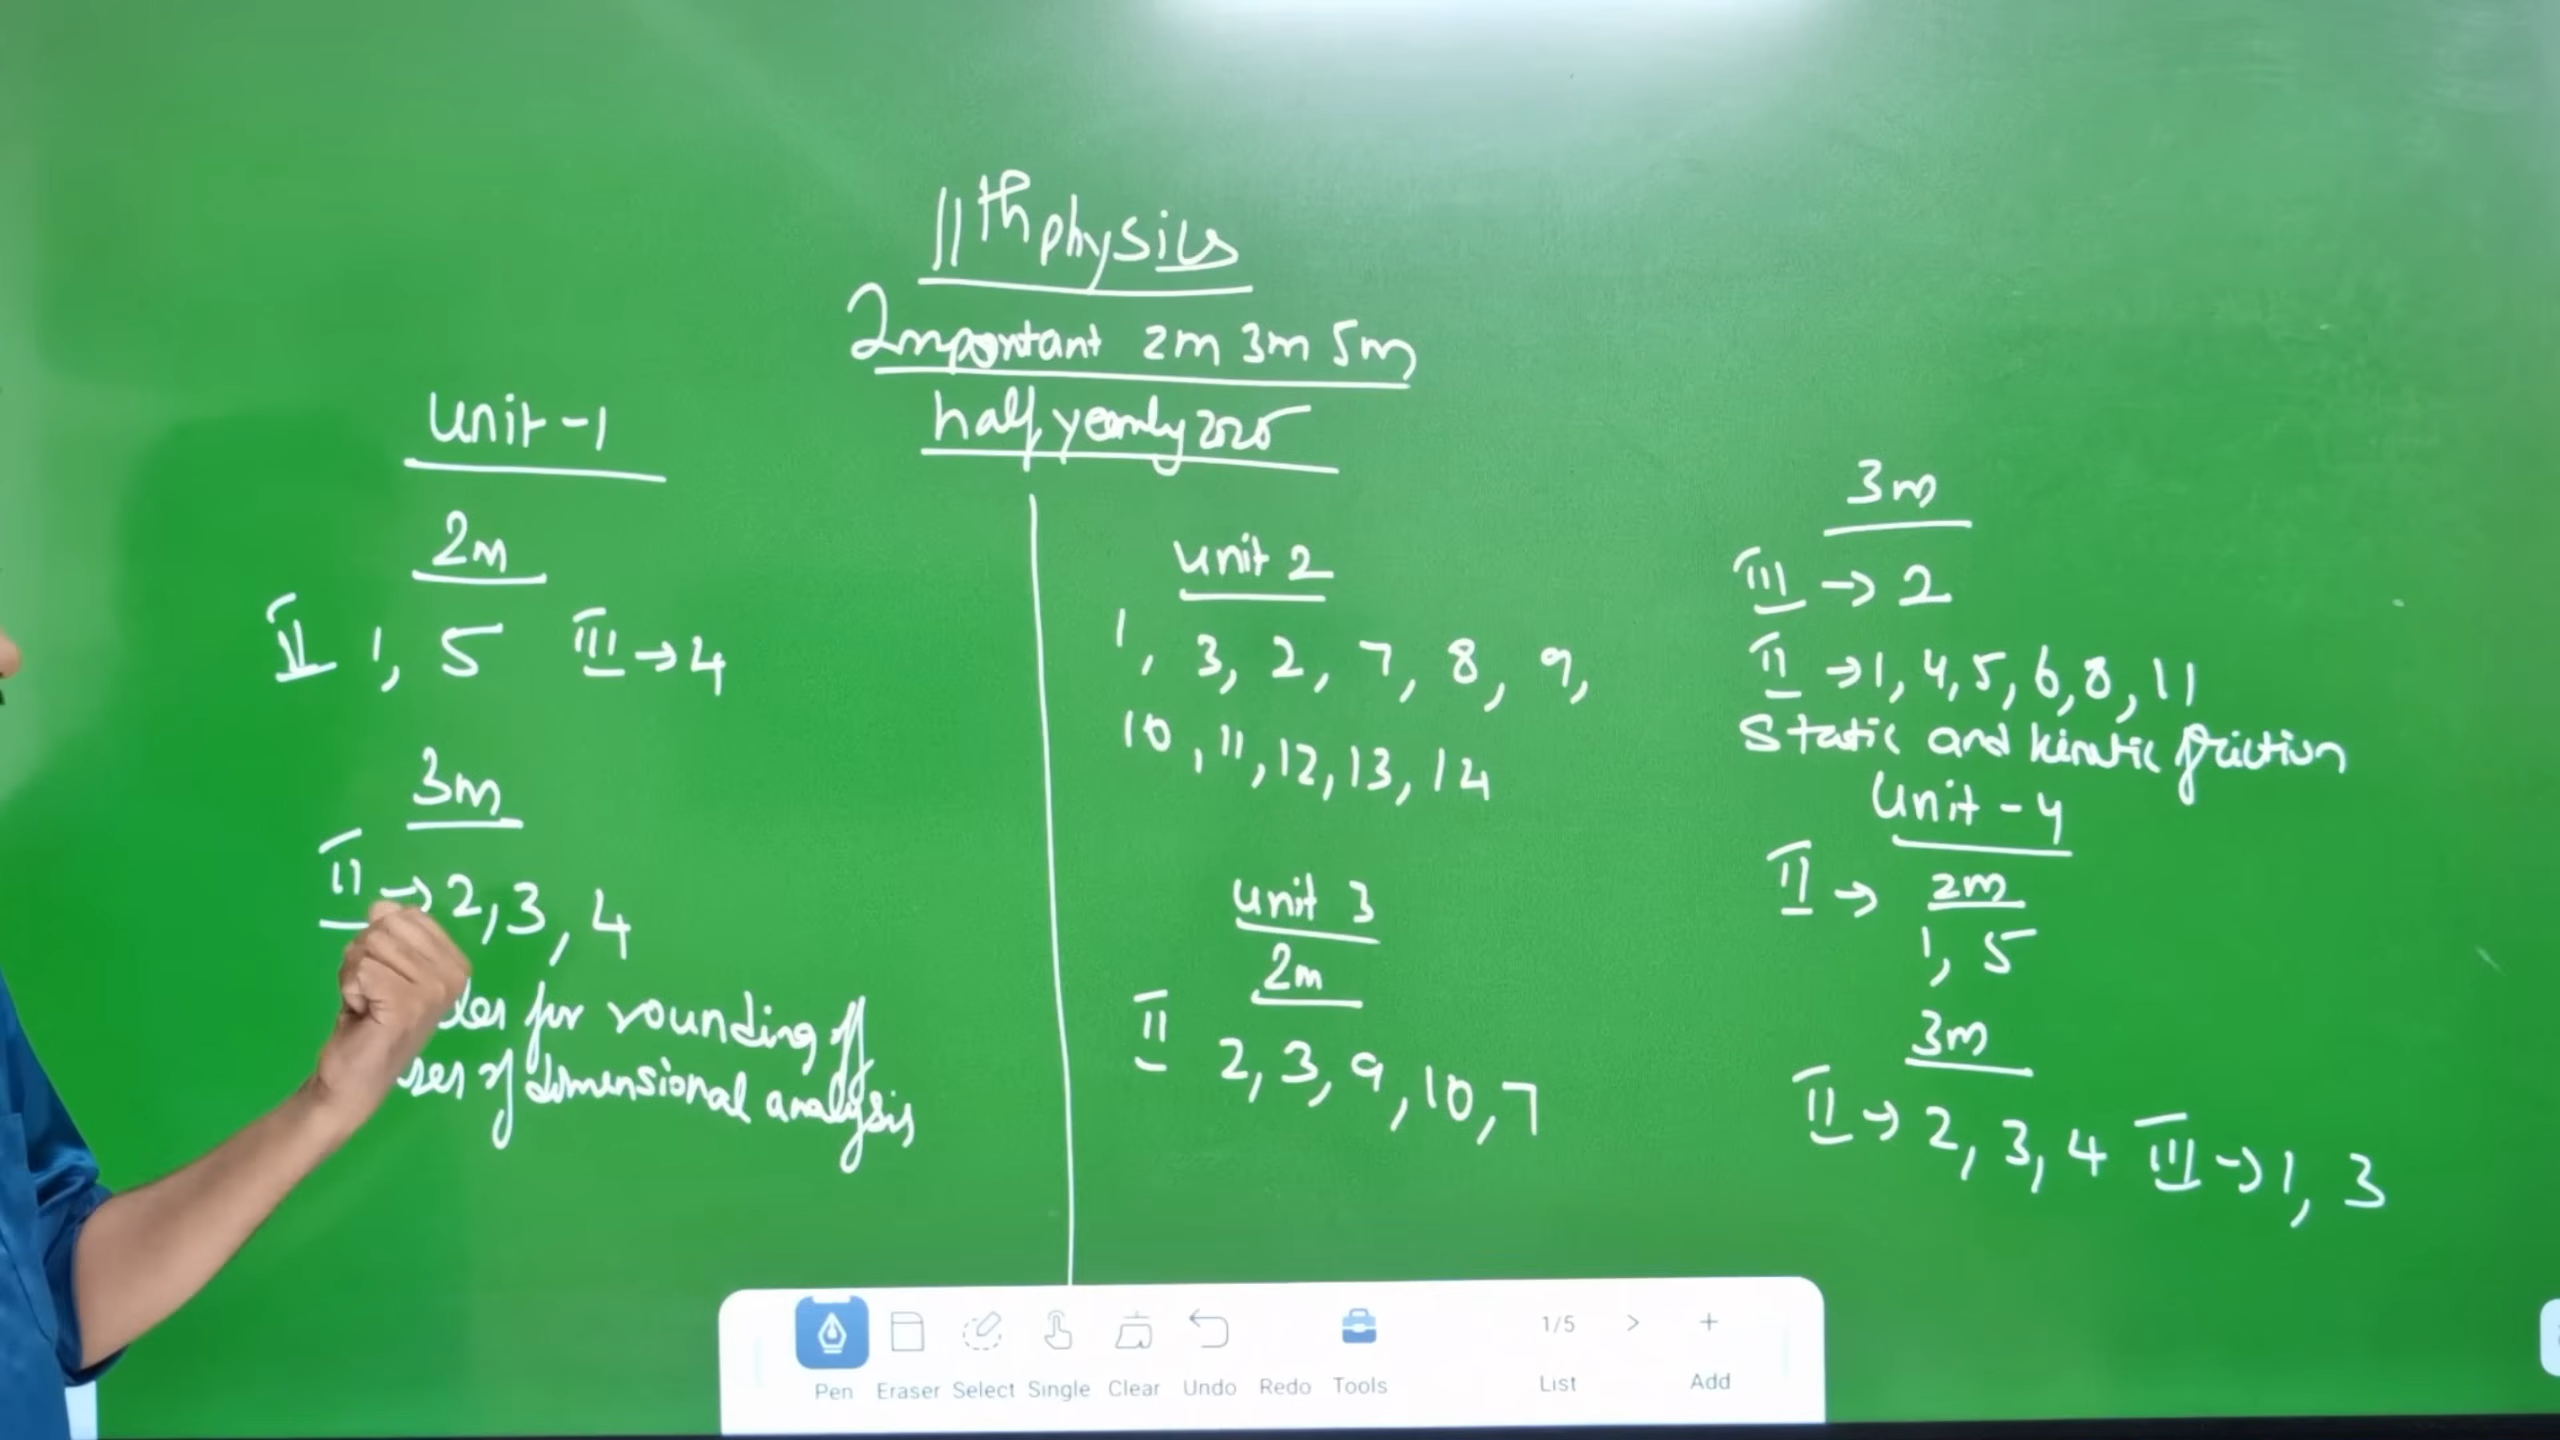 11th physics
Important 2m 3m 5m
half yearly 2025
Unit-1
2m
II 1, 5 III → 4
3m
II → 2, 3, 4
for rounding off
of dimensional analysis
Unit 2
1, 3, 2, 7, 8, 9,
10, 11, 12, 13, 14
Unit 3
2m
II 2, 3, 9, 10, 7
3m
III → 2
II → 1, 4, 5, 6, 8, 11
Static and kinetic friction
Unit-4
II → 2m
1, 5
3m
II → 2, 3, 4 III → 1, 3
1/5 > +
Pen Eraser Select Single Clear Undo Redo Tools List Add